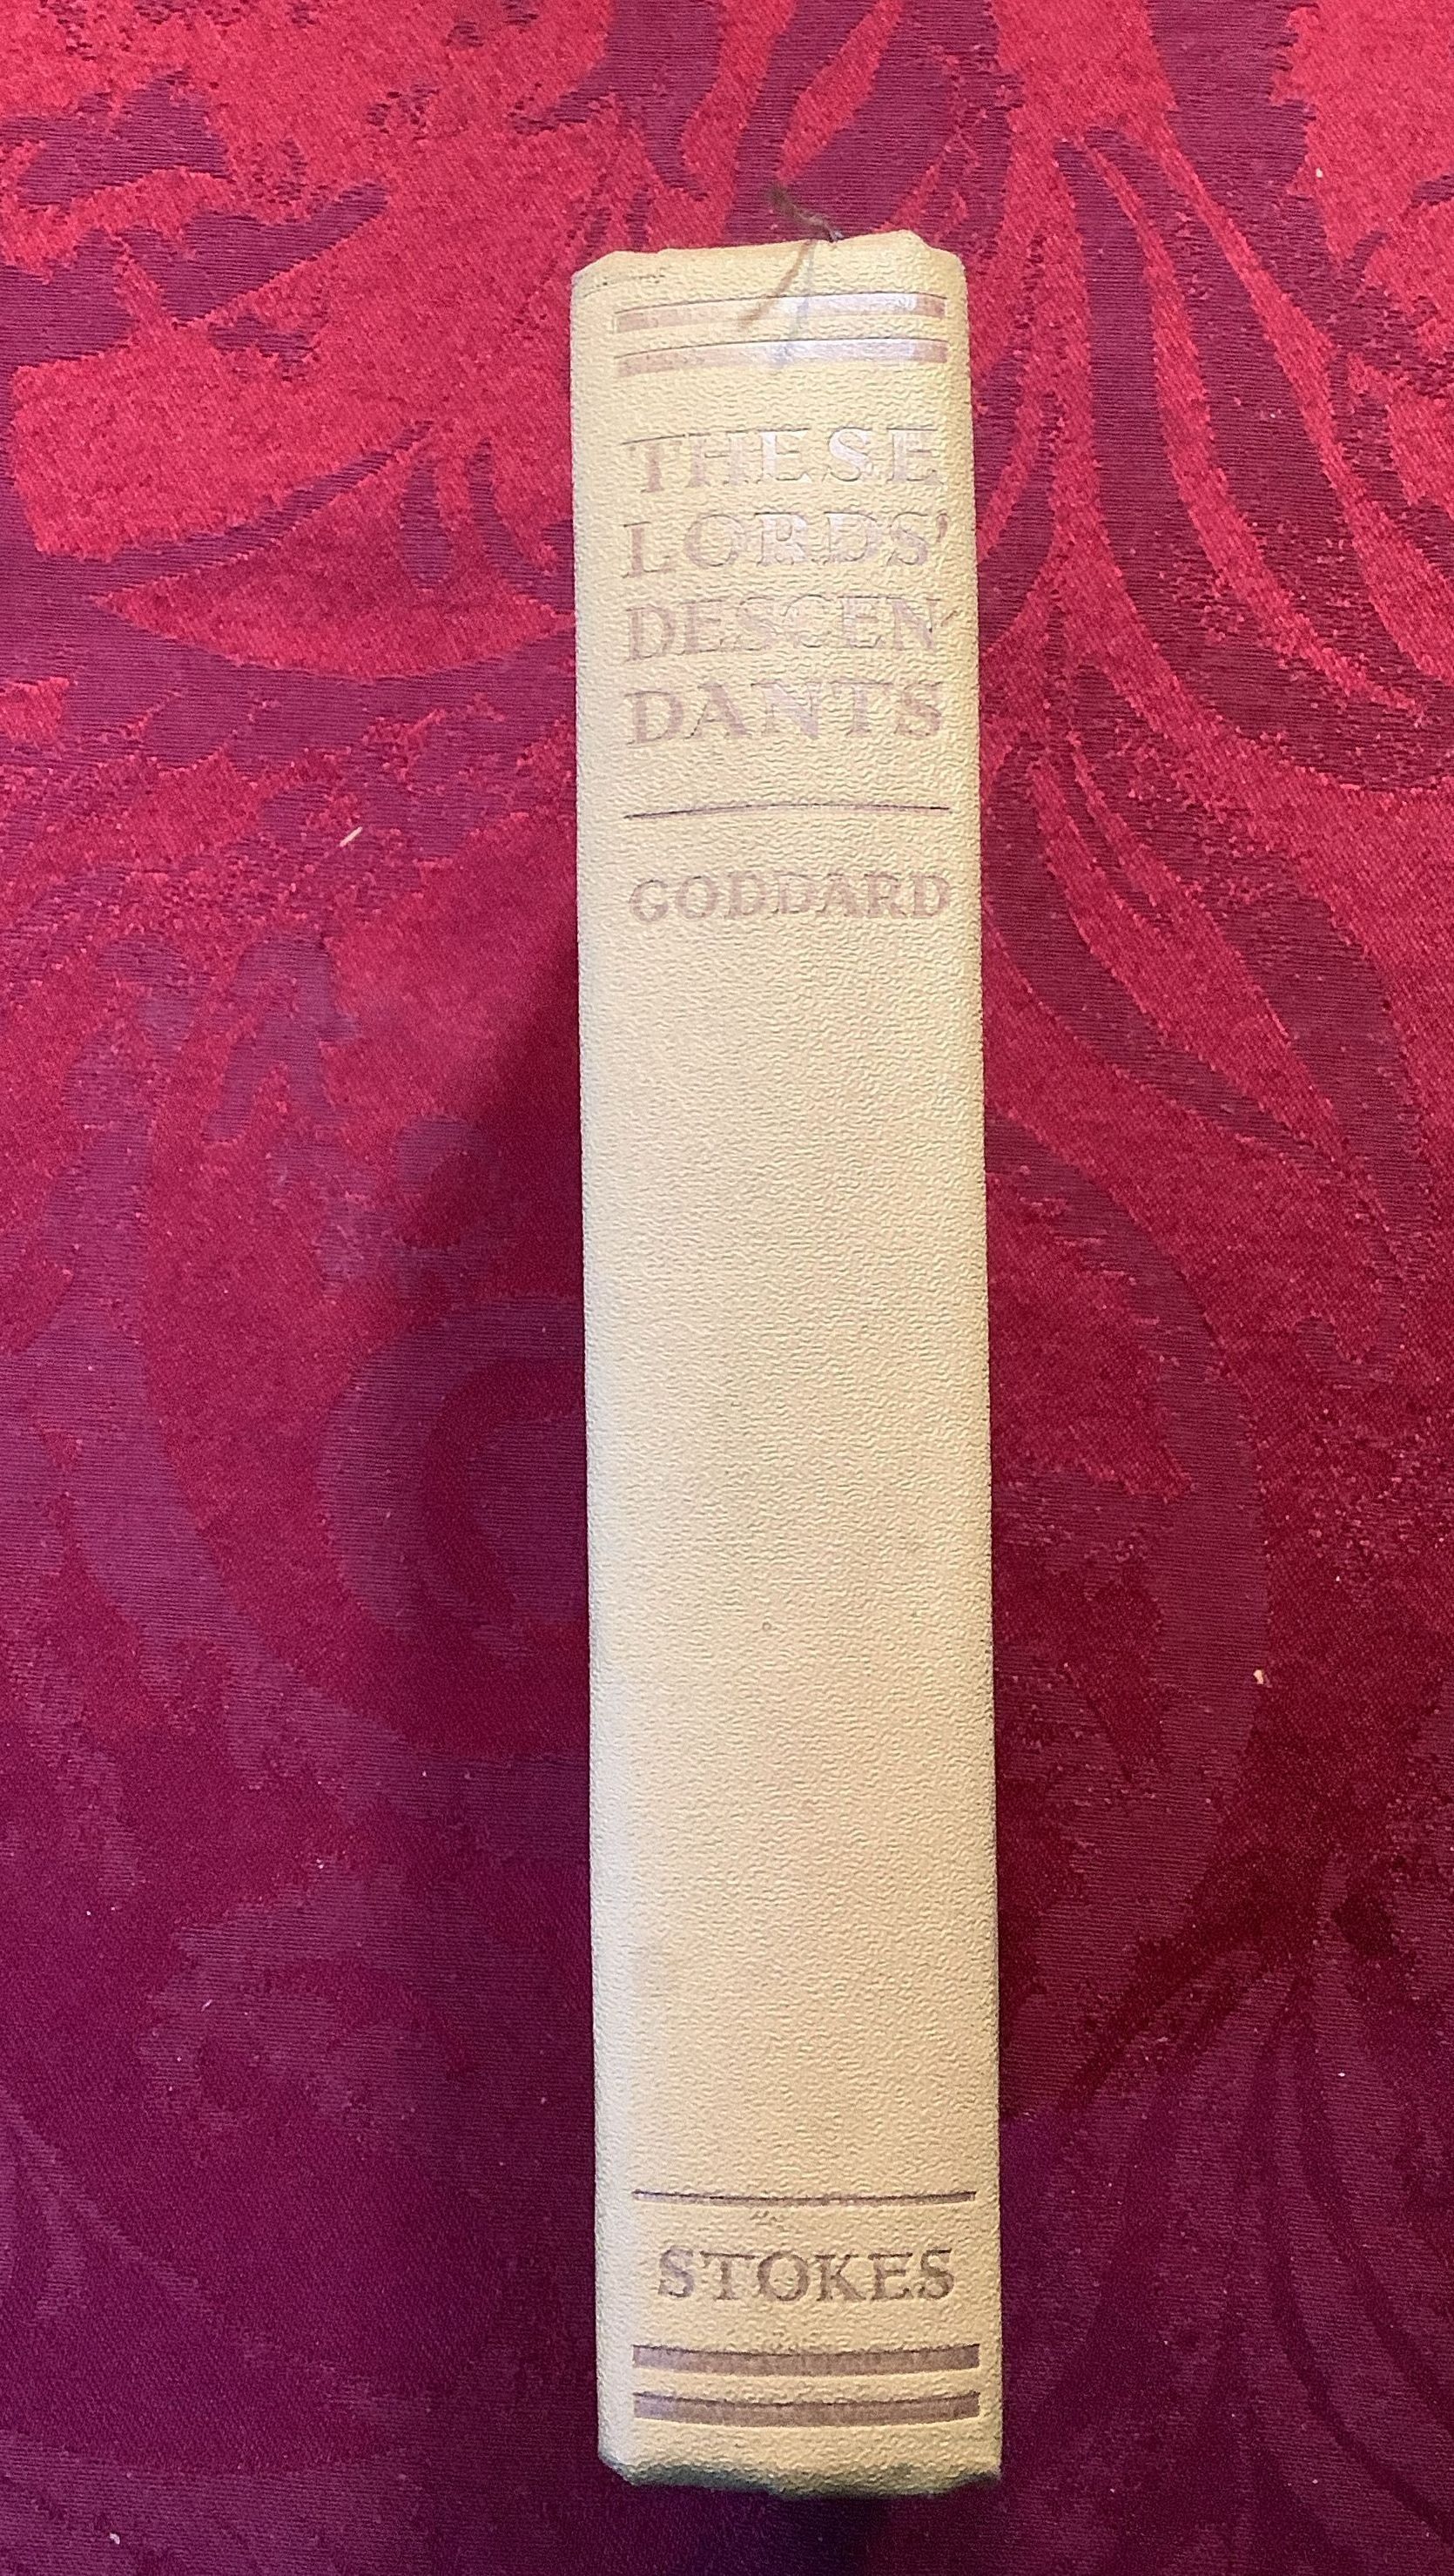 THESE
LORDS'
DESCEN-
DANTS
GODDARD
STOKES